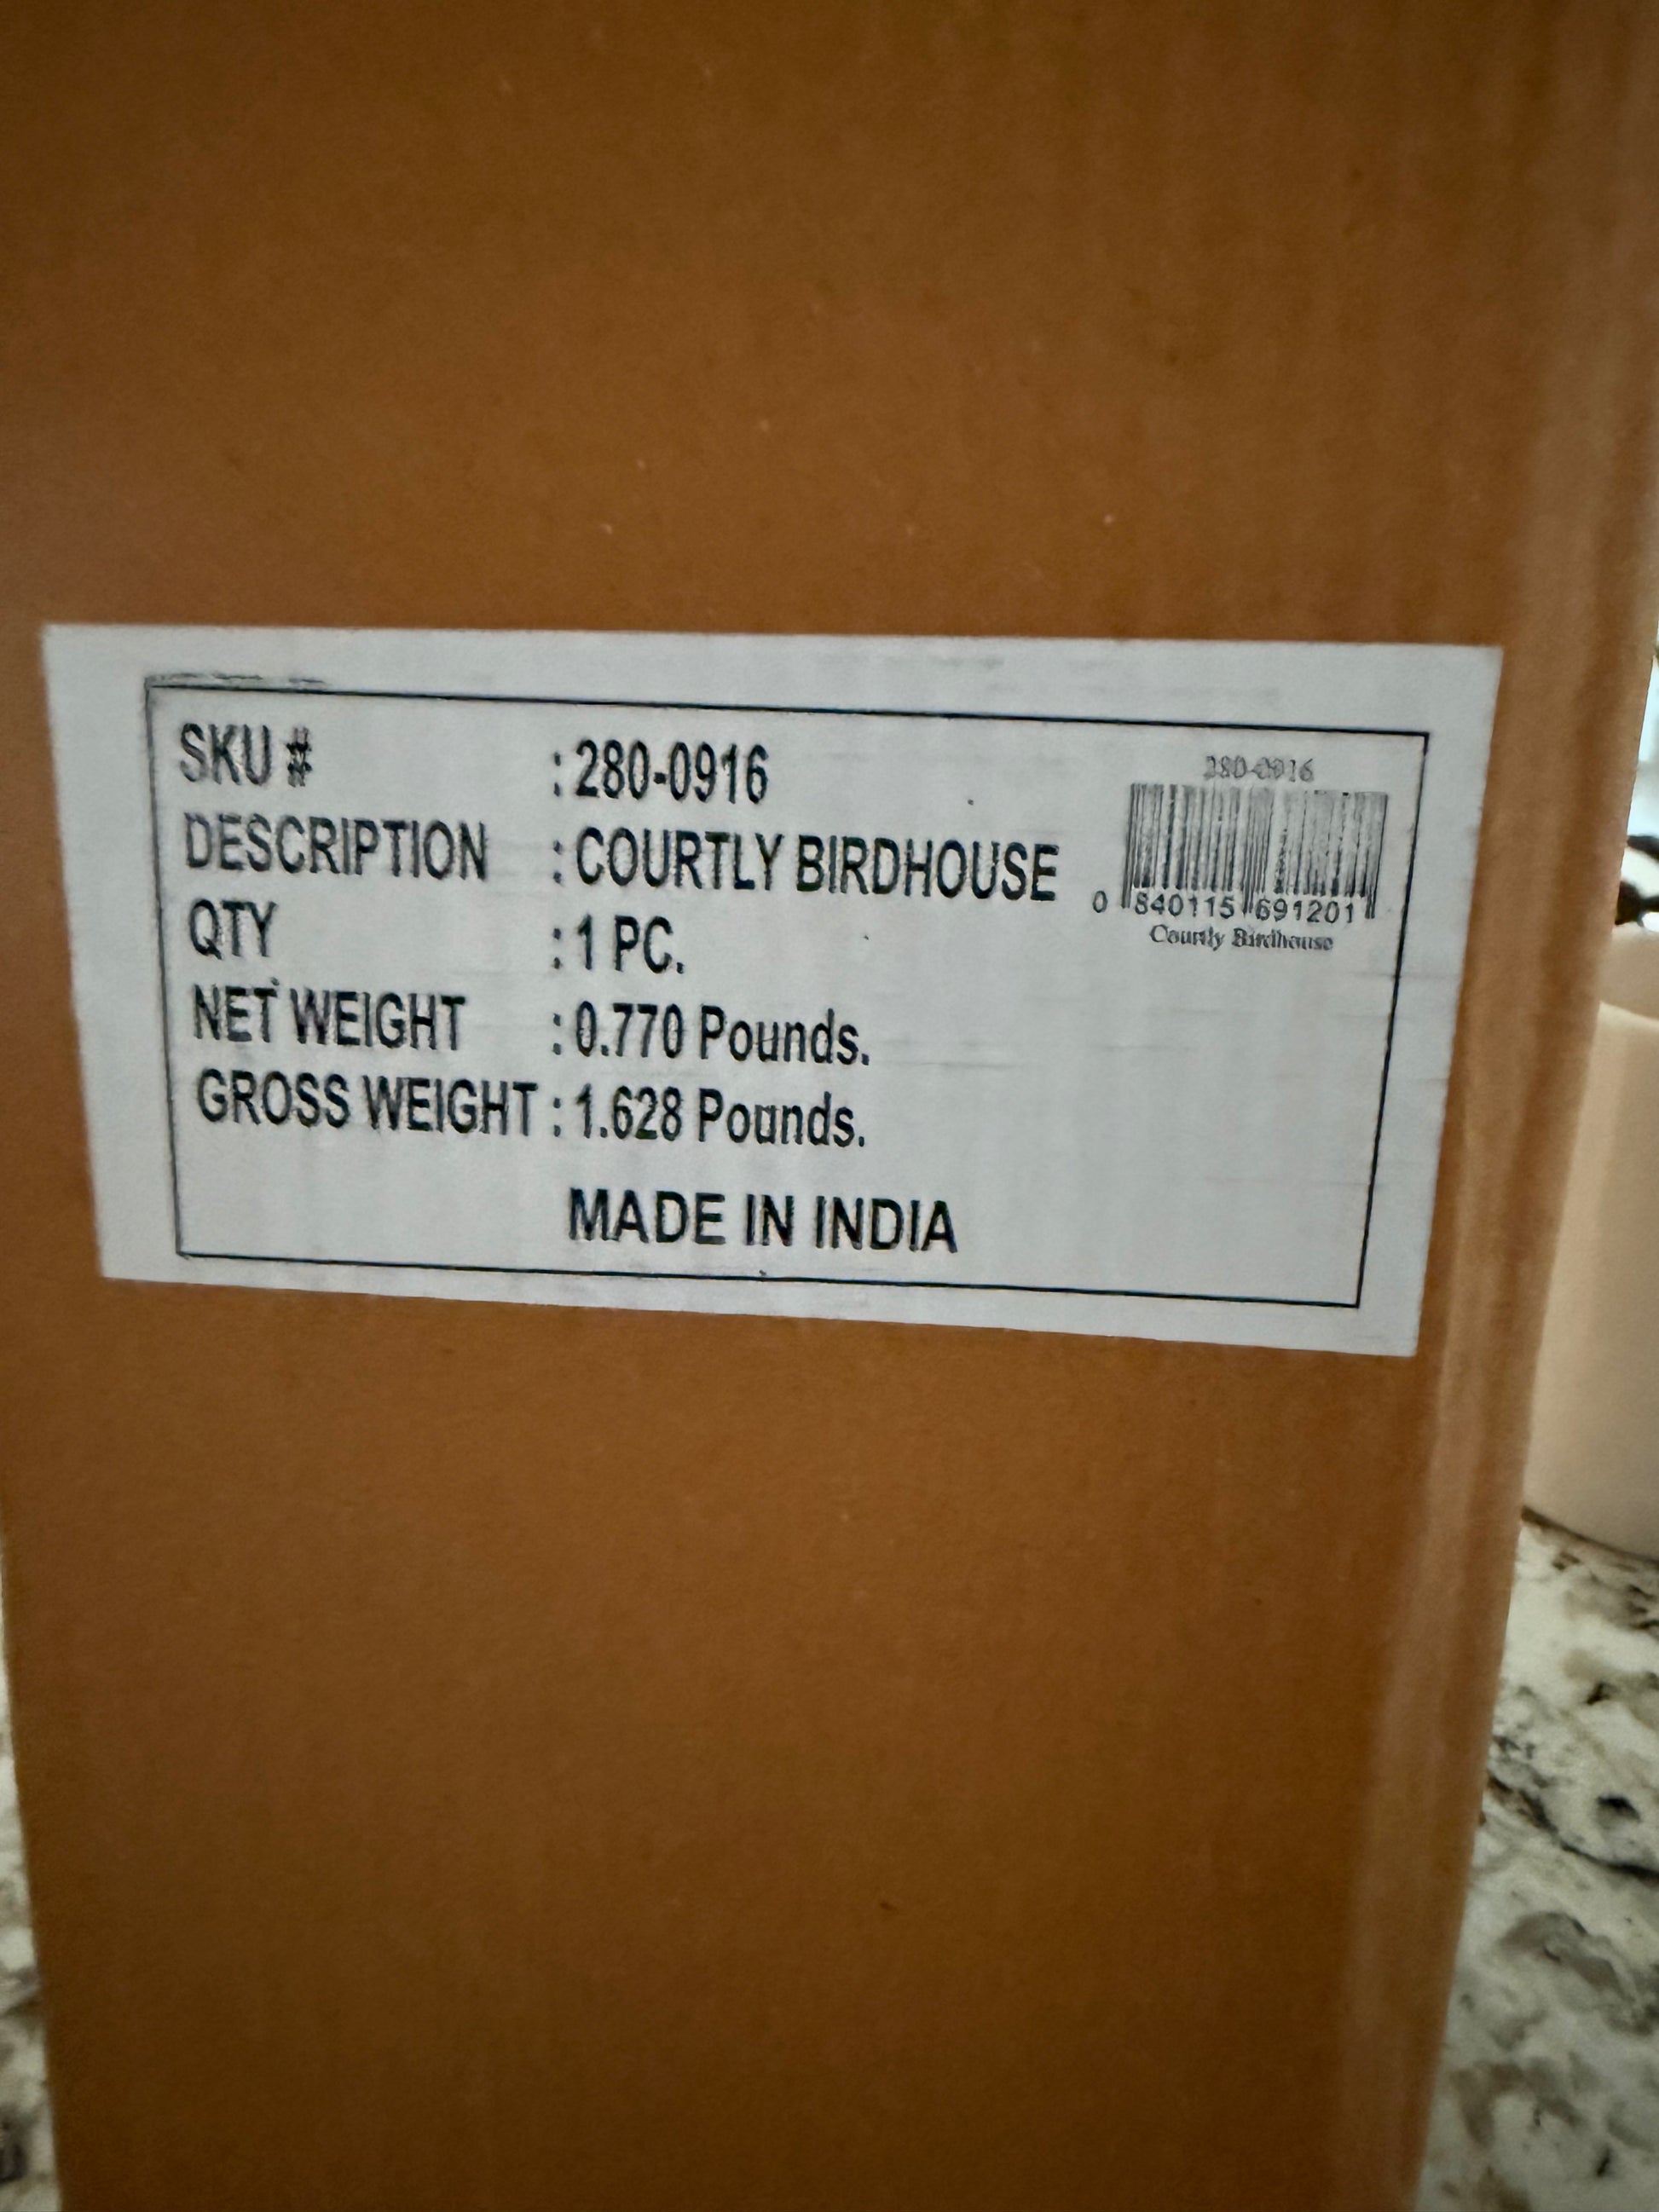 SKU # : 280-0916
DESCRIPTION : COURTLY BIRDHOUSE
QTY : 1 PC.
NET WEIGHT : 0.770 Pounds.
GROSS WEIGHT : 1.628 Pounds.
MADE IN INDIA
280-0916
0 840115 691201
Courtly Birdhouse